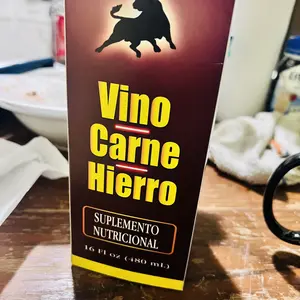 Vino
Carne
Hierro
SUPLEMENTO
NUTRICIONAL
16 Fl oz (480 mL)